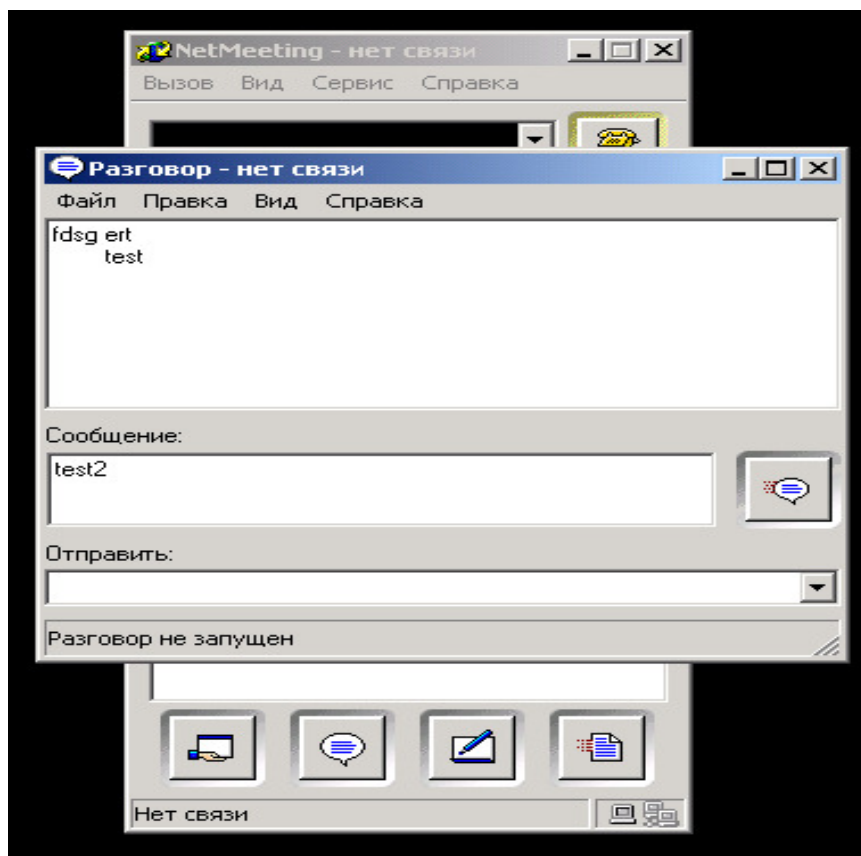 NetMeeting - нет связи
Вызов Вид Сервис Справка
Разговор - нет связи
Файл Правка Вид Справка
fdsg ert
test
Сообщение:
test2
Отправить:
Разговор не запущен
Нет связи